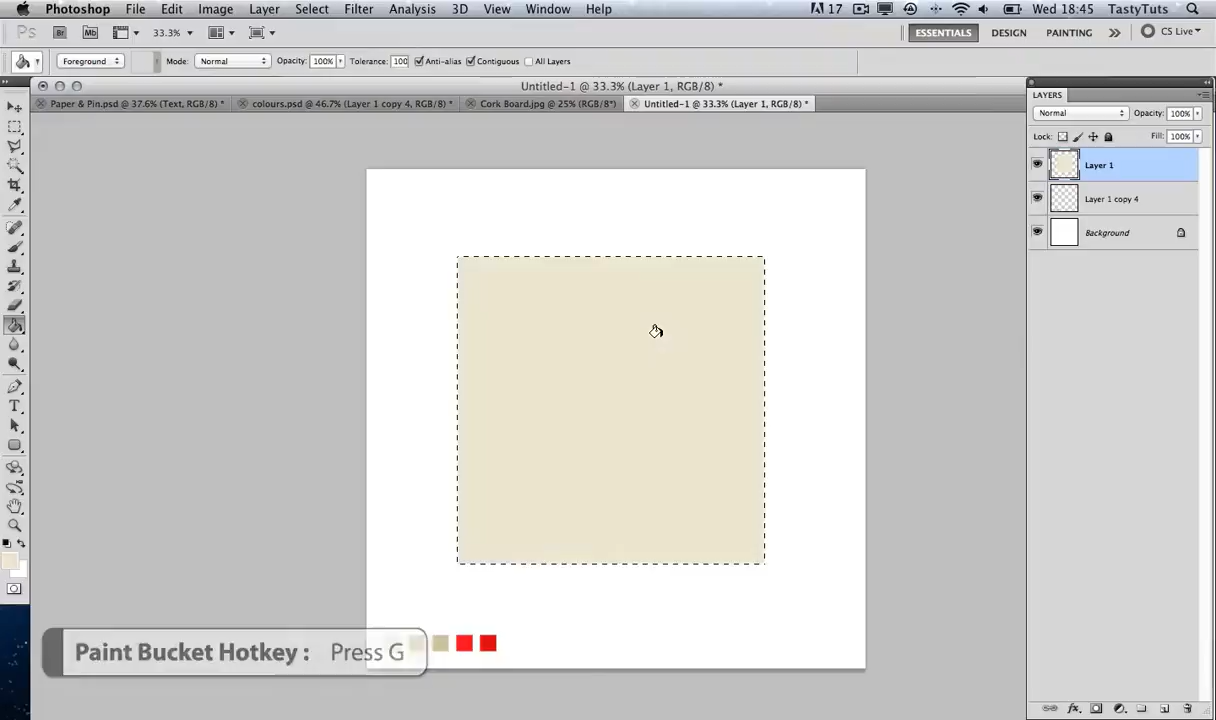 Photoshop File Edit Image Layer Select Filter Analysis 3D View Window Help 17 Wed 18:45 TastyTuts
Ps Br Mb 33.3% ESSENTIALS DESIGN PAINTING >> CS Live
Foreground Mode: Normal Opacity: 100% Tolerance: 100 Anti-alias Contiguous All Layers
Untitled-1 @ 33.3% (Layer 1, RGB/8) *
Paper & Pin.psd @ 37.6% (Text, RGB/8) * colours.psd @ 46.7% (Layer 1 copy 4, RGB/8) * Cork Board.jpg @ 25% (RGB/8*) Untitled-1 @ 33.3% (Layer 1, RGB/8) *
LAYERS
Normal Opacity: 100%
Lock: Fill: 100%
Layer 1
Layer 1 copy 4
Background
Paint Bucket Hotkey : Press G